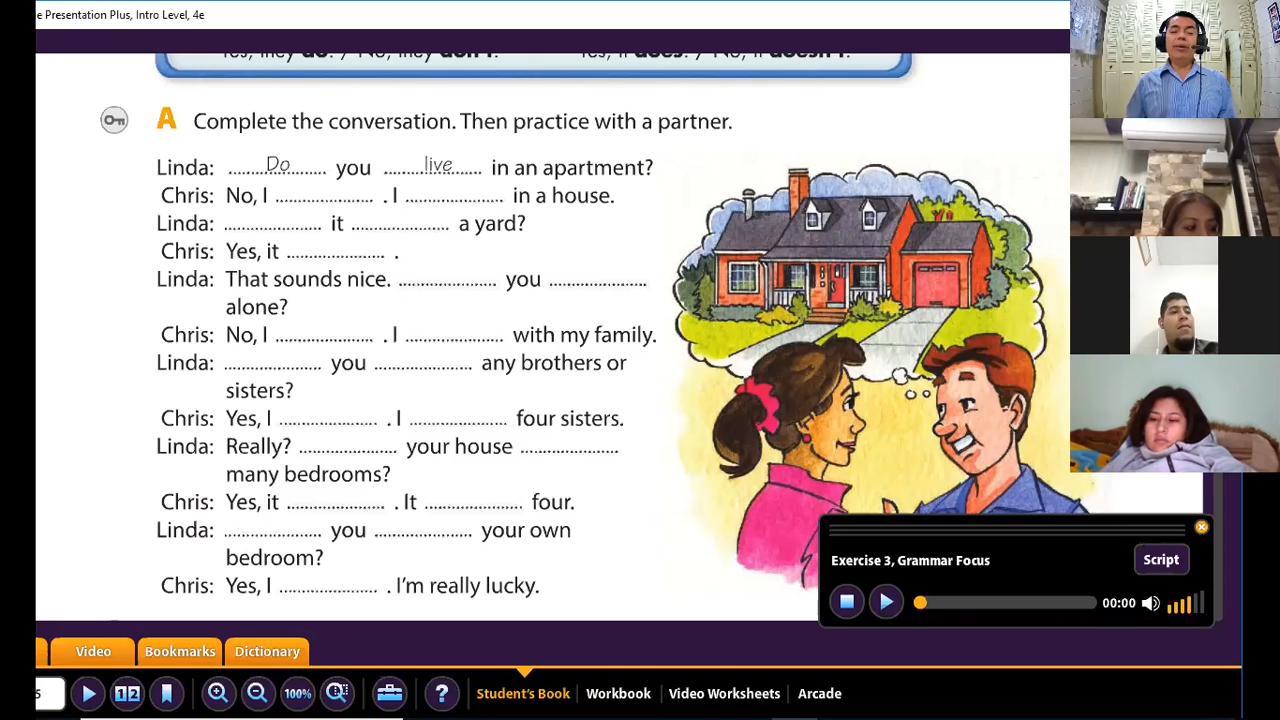 e Presentation Plus, Intro Level, 4e
A Complete the conversation. Then practice with a partner.
Linda: Do you live in an apartment?
Chris: No, I .................... . I .................... in a house.
Linda: .................... it .................... a yard?
Chris: Yes, it .................... .
Linda: That sounds nice. .................... you ....................
alone?
Chris: No, I .................... . I .................... with my family.
Linda: .................... you .................... any brothers or
sisters?
Chris: Yes, I .................... . I .................... four sisters.
Linda: Really? .................... your house ....................
many bedrooms?
Chris: Yes, it .................... . It .................... four.
Linda: .................... you .................... your own
bedroom?
Chris: Yes, I .................... . I'm really lucky.
Exercise 3, Grammar Focus
Script
00:00
Video Bookmarks Dictionary
100%
Student's Book Workbook Video Worksheets Arcade